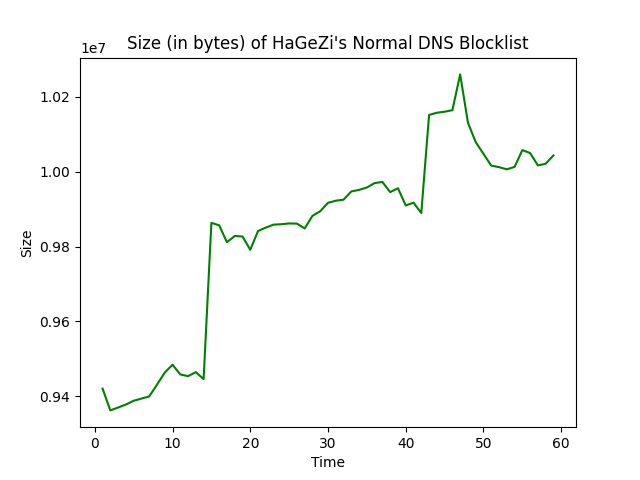 Size (in bytes) of HaGeZi's Normal DNS Blocklist
1e7
1.02
1.00
0.98
0.96
0.94
Size
0 10 20 30 40 50 60
Time